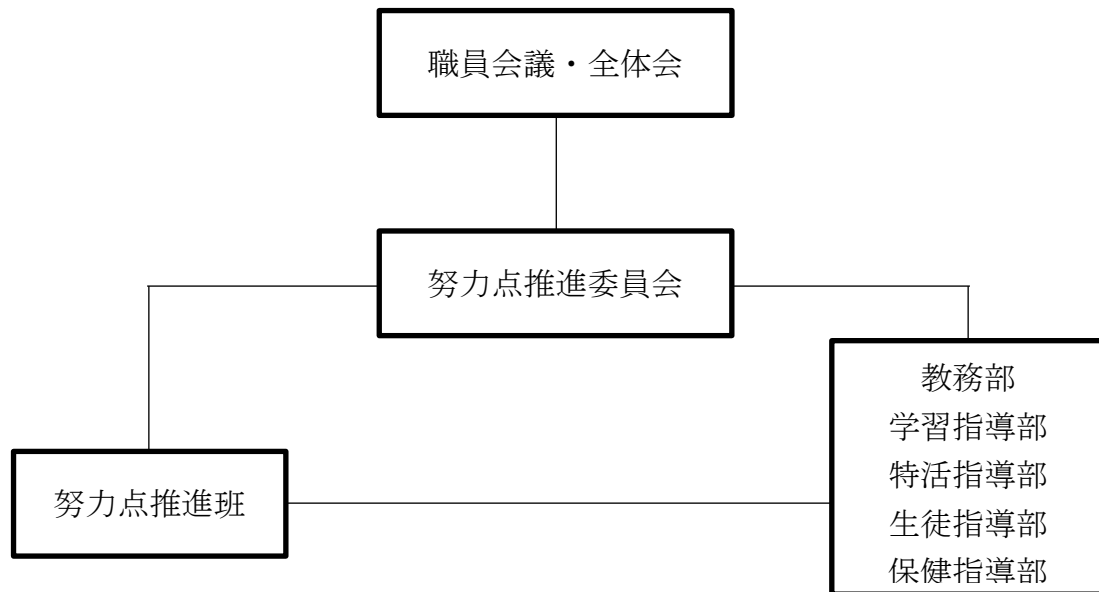 職員会議・全体会
努力点推進委員会
教務部
学習指導部
特活指導部
生徒指導部
保健指導部
努力点推進班